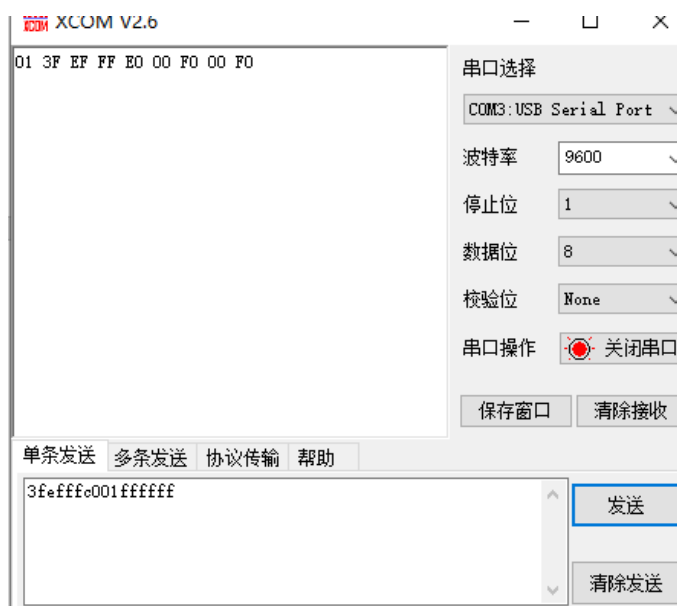 XCOM V2.6
01 3F EF FF E0 00 F0 00 F0
串口选择
COM3:USB Serial Port
波特率 9600
停止位 1
数据位 8
校验位 None
串口操作 关闭串口
保存窗口 清除接收
单条发送 多条发送 协议传输 帮助
3fefffc001ffffff
发送
清除发送